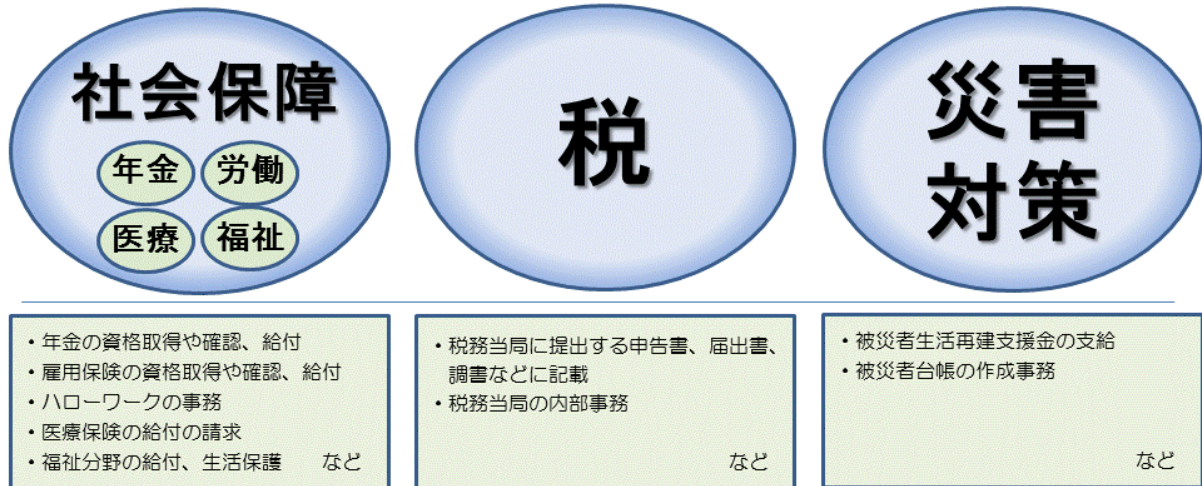 社会保障
年金
労働
医療
福祉
税
災害
対策
・年金の資格取得や確認、給付
・雇用保険の資格取得や確認、給付
・ハローワークの事務
・医療保険の給付の請求
・福祉分野の給付、生活保護　など
・税務当局に提出する申告書、届出書、
調書などに記載
・税務当局の内部事務
など
・被災者生活再建支援金の支給
・被災者台帳の作成事務
など